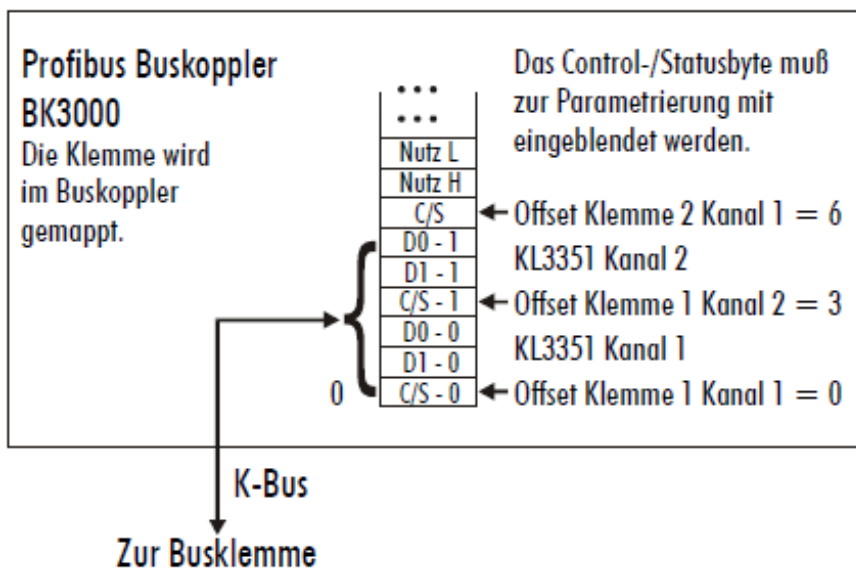 Profibus Buskoppler
BK3000
Die Klemme wird
im Buskoppler
gemappt.
Das Control-/Statusbyte muß
zur Parametrierung mit
eingeblendet werden.
•••
•••
Nutz L
Nutz H
C/S
Offset Klemme 2 Kanal 1 = 6
D0 - 1
KL3351 Kanal 2
D1 - 1
C/S - 1
Offset Klemme 1 Kanal 2 = 3
D0 - 0
KL3351 Kanal 1
D1 - 0
0
C/S - 0
Offset Klemme 1 Kanal 1 = 0
K-Bus
Zur Busklemme